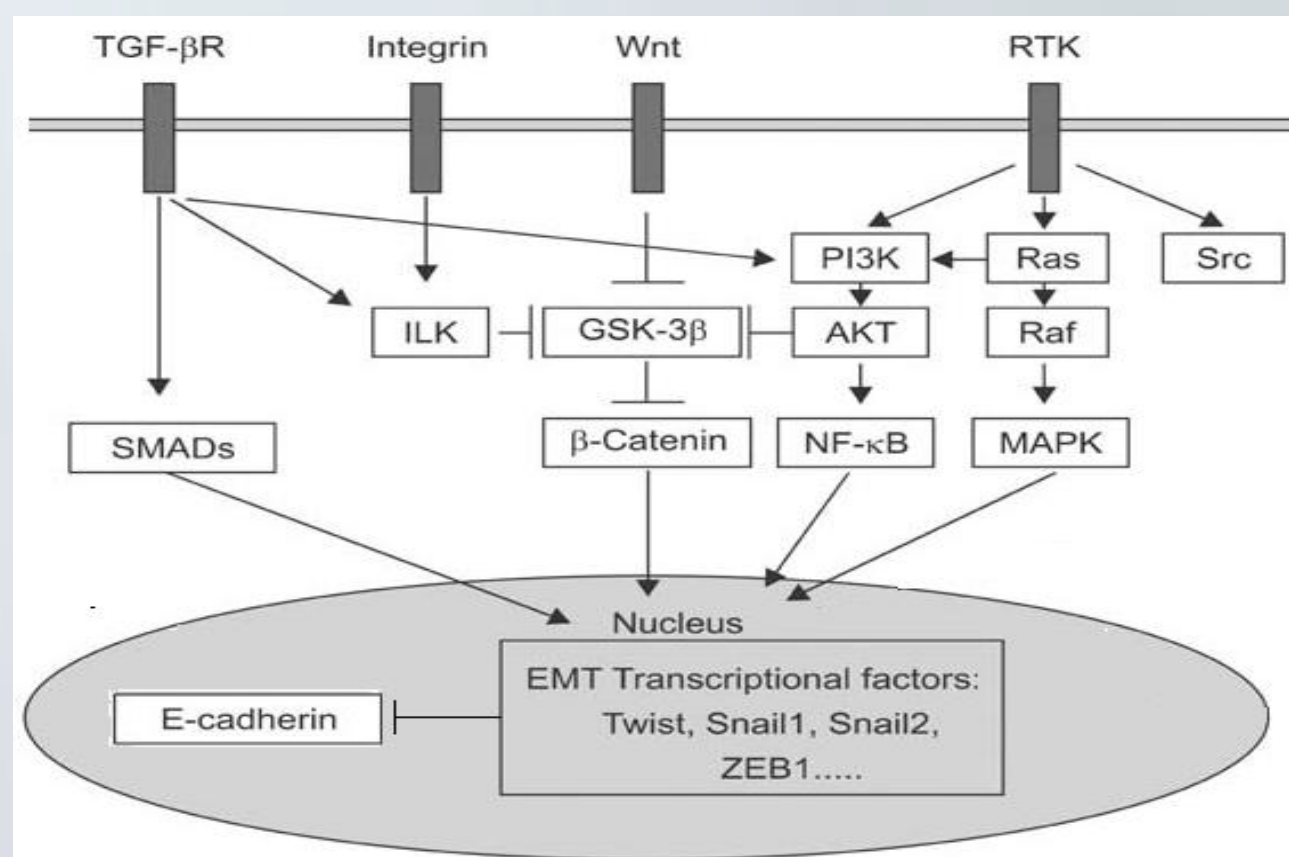 TGF-βR
Integrin
Wnt
RTK
PI3K
Ras
Src
ILK
GSK-3β
AKT
Raf
SMADs
β-Catenin
NF-κB
MAPK
Nucleus
EMT Transcriptional factors:
Twist, Snail1, Snail2,
ZEB1.....
E-cadherin